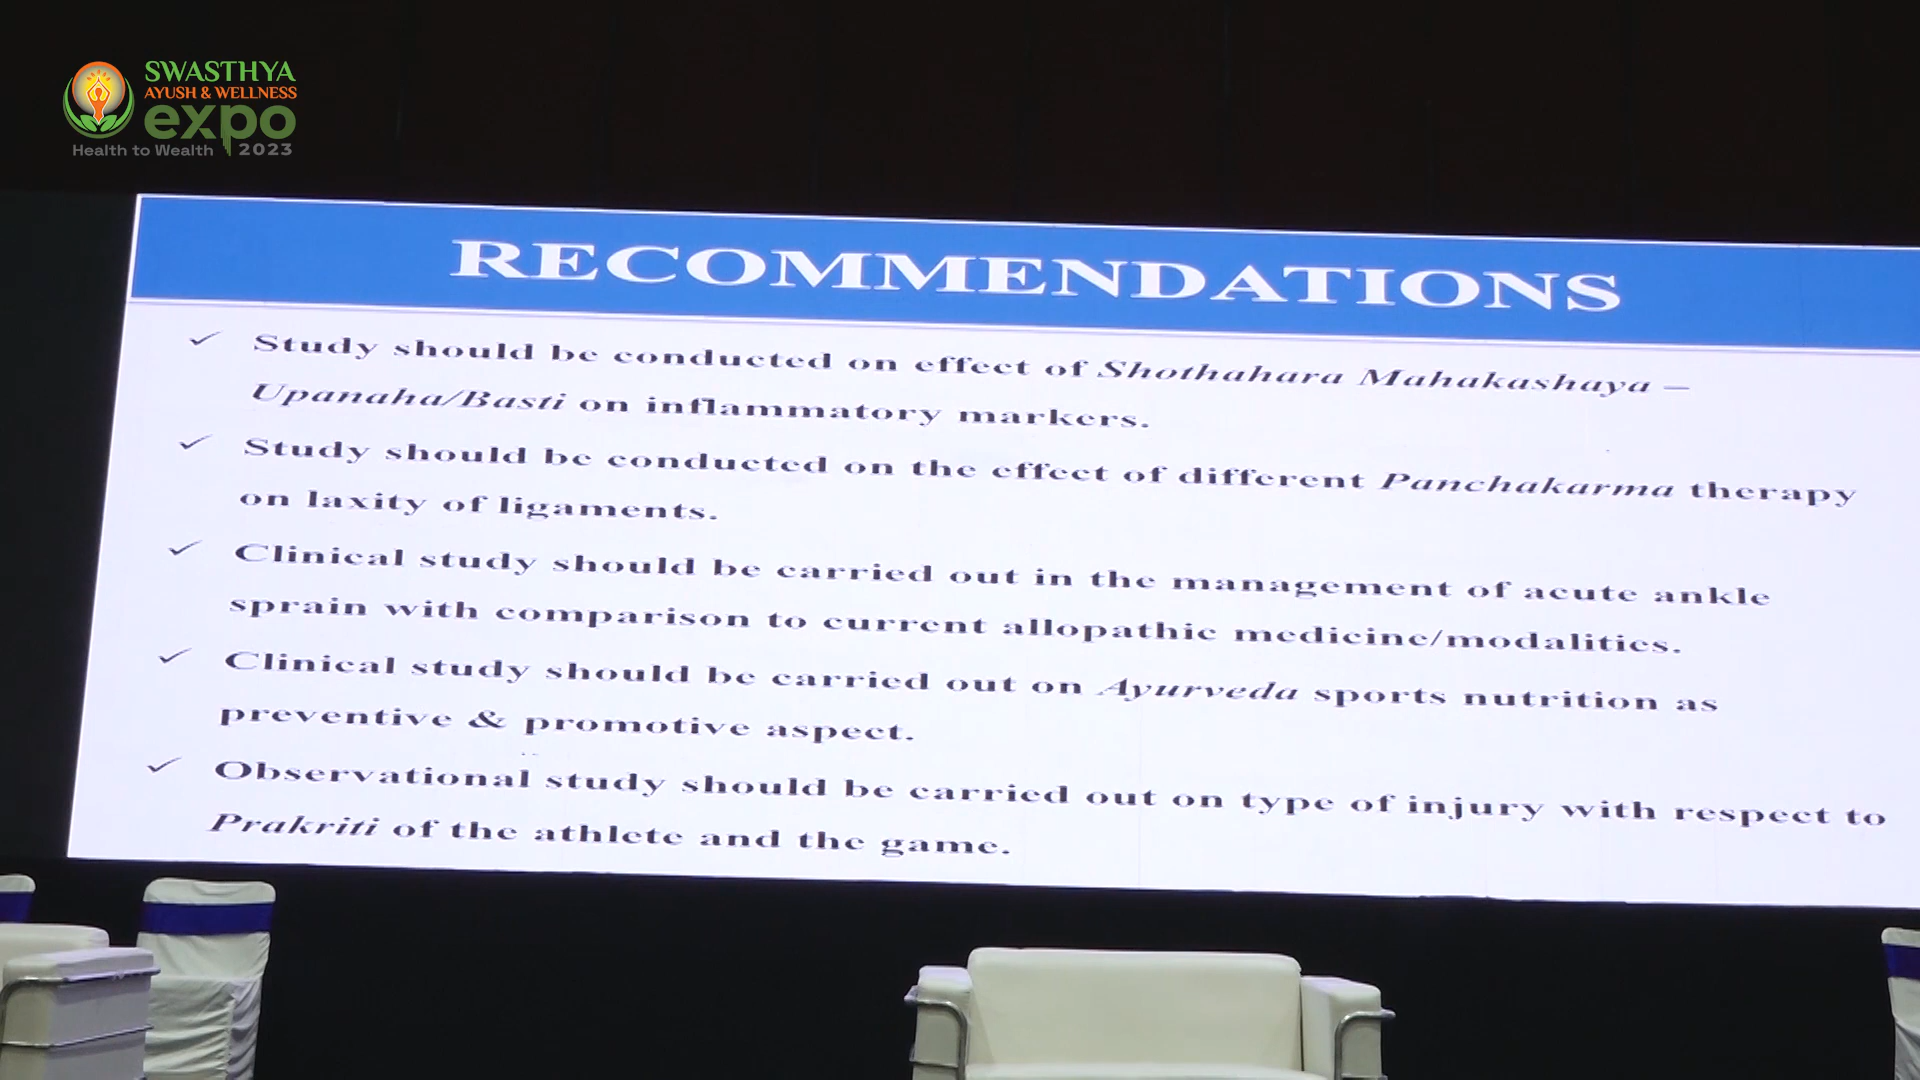 SWASTHYA
AYUSH & WELLNESS
expo
Health to Wealth 2023
RECOMMENDATIONS
✓ Study should be conducted on effect of Shothahara Mahakashaya –
Upanaha/Basti on inflammatory markers.
✓ Study should be conducted on the effect of different Panchakarma therapy
on laxity of ligaments.
✓ Clinical study should be carried out in the management of acute ankle
sprain with comparison to current allopathic medicine/modalities.
✓ Clinical study should be carried out on Ayurveda sports nutrition as
preventive & promotive aspect.
✓ Observational study should be carried out on type of injury with respect to
Prakriti of the athlete and the game.